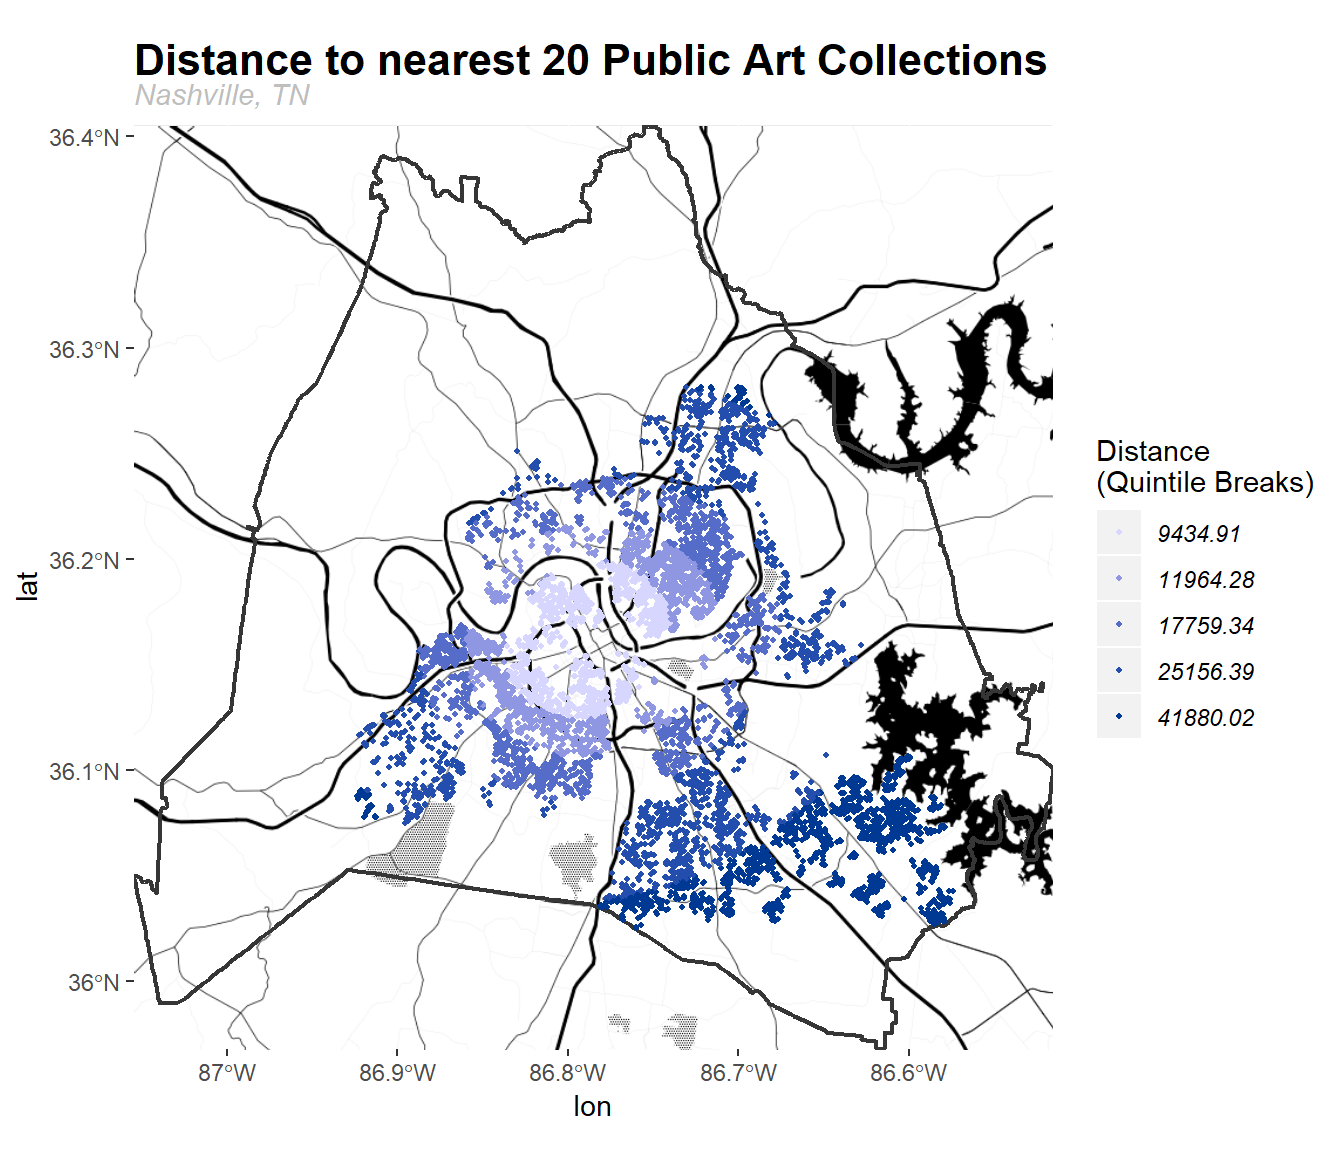 Distance to nearest 20 Public Art Collections
Nashville, TN
36.4°N
36.3°N
36.2°N
36.1°N
36°N
lat
87°W
86.9°W
86.8°W
86.7°W
86.6°W
lon
Distance
(Quintile Breaks)
9434.91
11964.28
17759.34
25156.39
41880.02